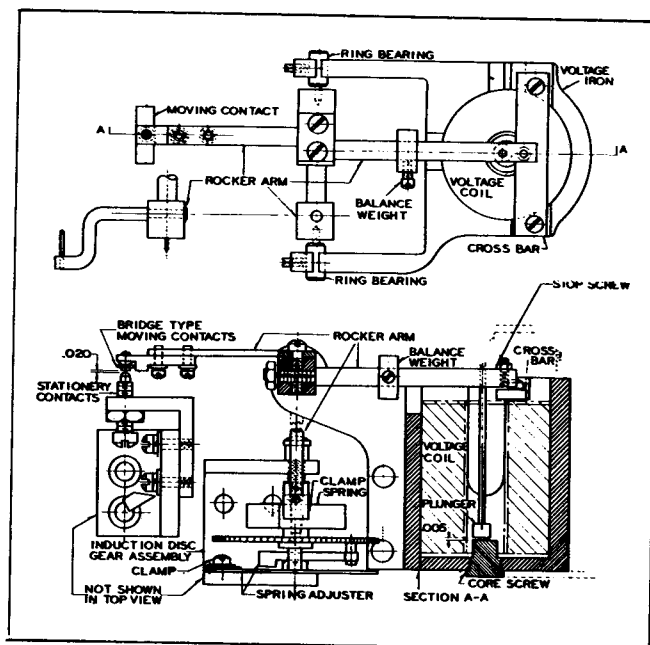 RING BEARING
VOLTAGE
IRON
MOVING CONTACT
A
A
ROCKER ARM
VOLTAGE
COIL
BALANCE
WEIGHT
CROSS BAR
RING BEARING
STOP SCREW
BRIDGE TYPE
MOVING CONTACTS
ROCKER ARM
BALANCE
WEIGHT
CROSS
BAR
.020
STATIONERY
CONTACTS
VOLTAGE
COIL
CLAMP
SPRING
PLUNGER
.005
INDUCTION DISC
GEAR ASSEMBLY
CLAMP
NOT SHOWN
IN TOP VIEW
SPRING ADJUSTER
SECTION A-A
CORE SCREW